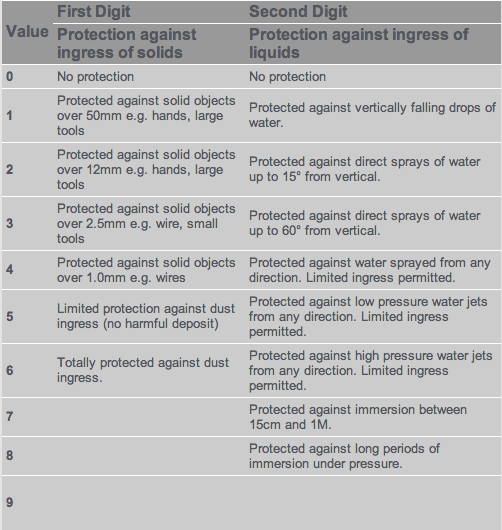 First Digit Second Digit
Value Protection against Protection against ingress of
ingress of solids liquids
0 No protection No protection
Protected against solid objects
1 over 50mm e.g. hands, large Protected against vertically falling drops of
tools water.
Protected against solid objects
2 over 12mm e.g. hands, large Protected against direct sprays of water
tools up to 15° from vertical.
Protected against solid objects
3 over 2.5mm e.g. wire, small Protected against direct sprays of water
tools up to 60° from vertical.
4 Protected against solid objects Protected against water sprayed from any
over 1.0mm e.g. wires direction. Limited ingress permitted.
Protected against low pressure water jets
5 Limited protection against dust from any direction. Limited ingress
ingress (no harmful deposit) permitted.
Protected against high pressure water jets
6 Totally protected against dust from any direction. Limited ingress
ingress. permitted.
7 Protected against immersion between
15cm and 1M.
8 Protected against long periods of
immersion under pressure.
9